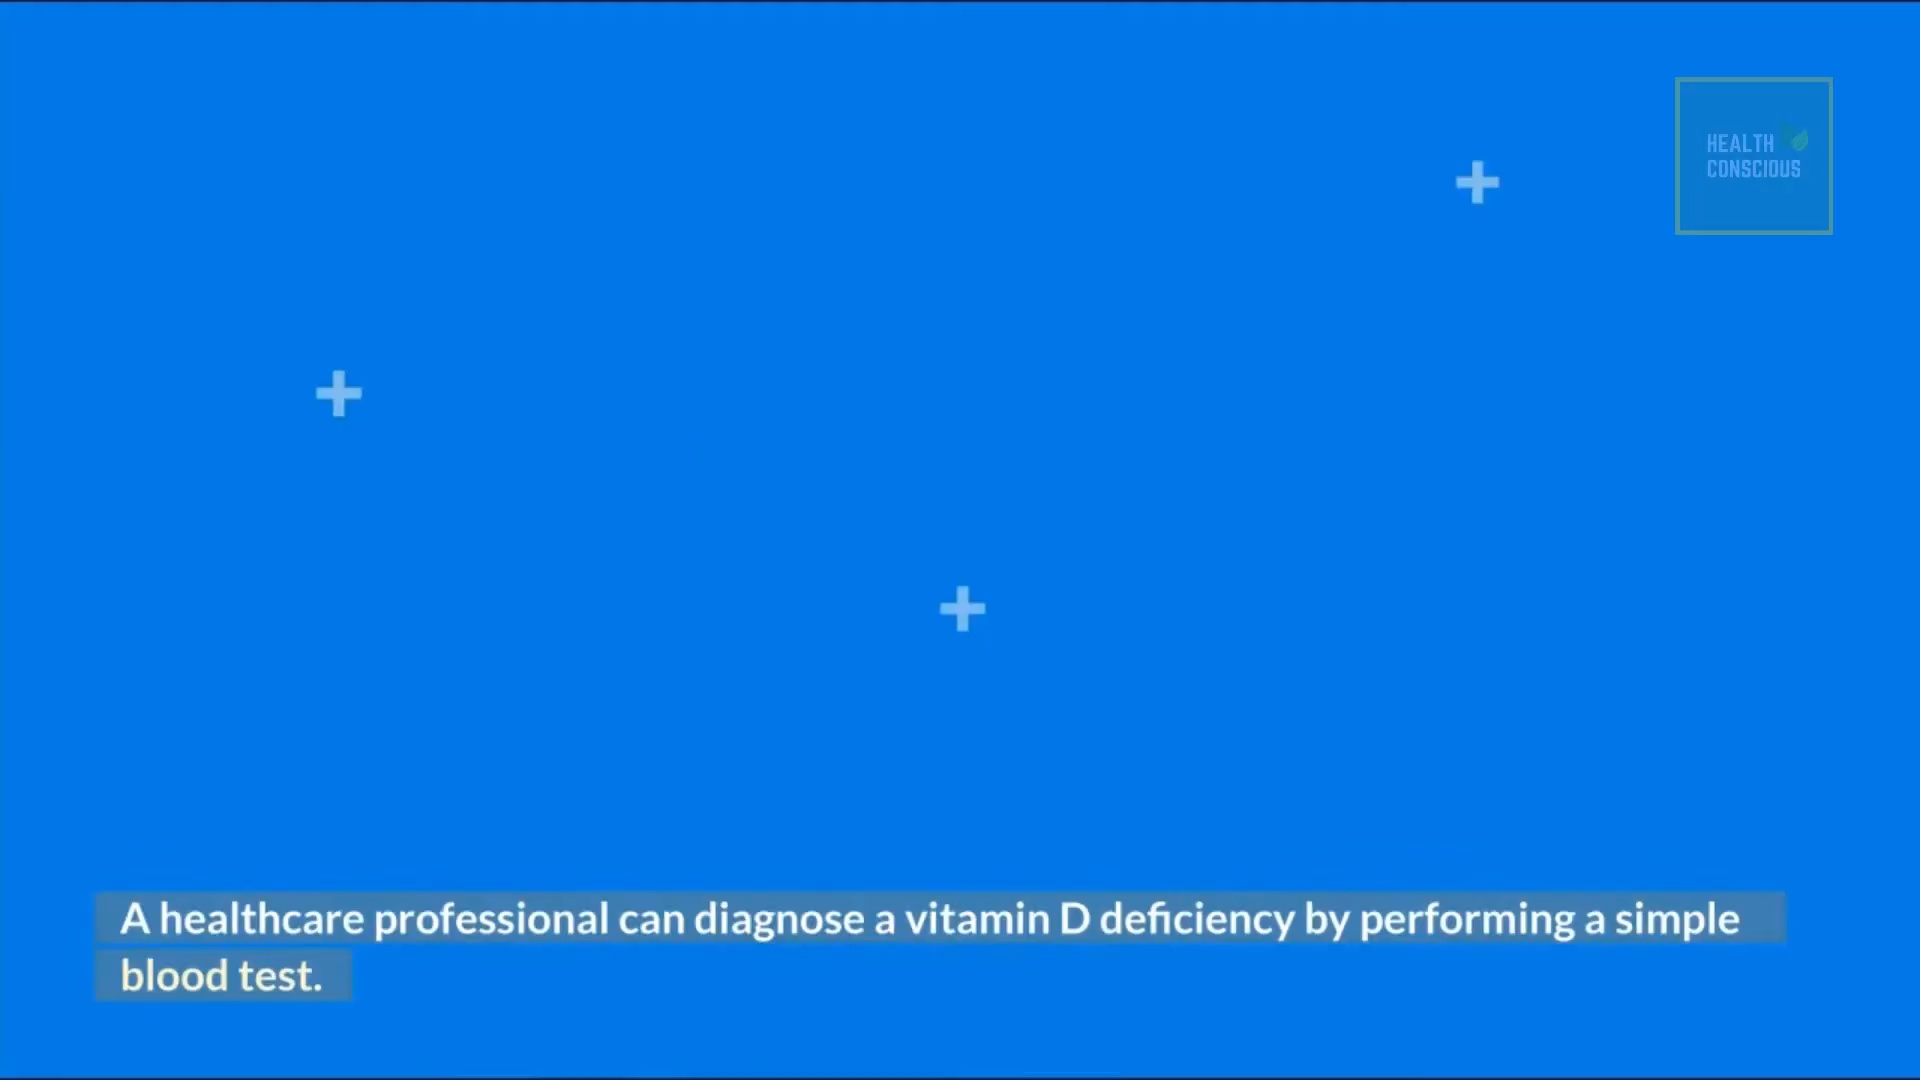 HEALTH
CONSCIOUS
A healthcare professional can diagnose a vitamin D deficiency by performing a simple
blood test.